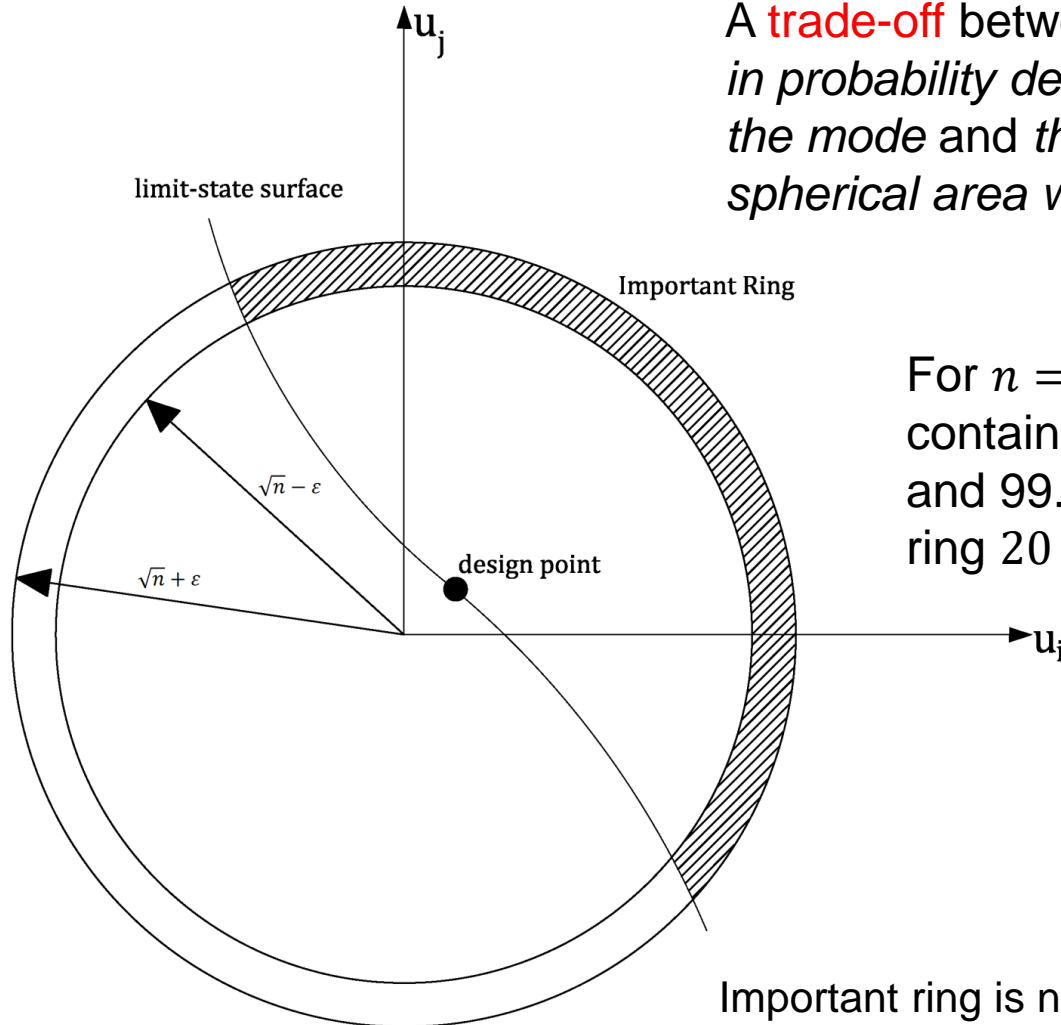 A trade-off betw
in probability de
the mode and th
spherical area w
u_j
limit-state surface
Important Ring
For n =
contain
and 99.
ring 20
√n − ε
√n + ε
design point
u_i
Important ring is n